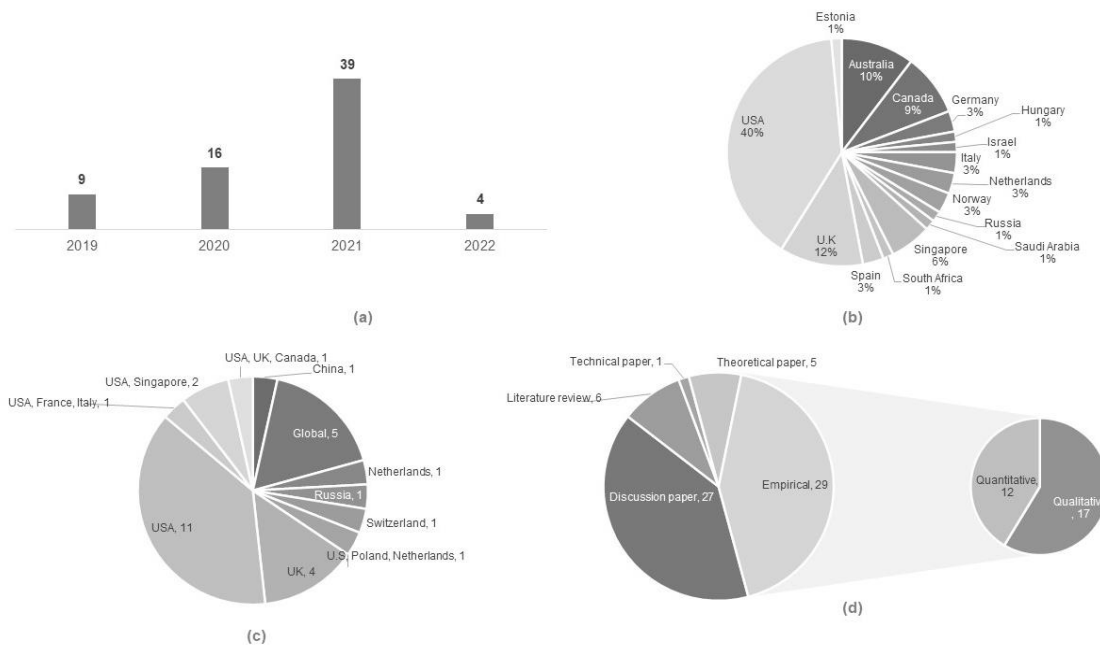 39
16
9
4
2019 2020 2021 2022
(a)
Estonia
1%
Australia
10%
Canada
9%
Germany
3%
Hungary
1%
Israel
1%
Italy
3%
Netherlands
3%
Norway
3%
Russia
1%
Saudi Arabia
1%
Singapore
6%
South Africa
1%
Spain
3%
U.K
12%
USA
40%
(b)
USA, UK, Canada, 1
China, 1
USA, Singapore, 2
USA, France, Italy, 1
Global, 5
Netherlands, 1
Russia, 1
Switzerland, 1
U.S, Poland, Netherlands, 1
UK, 4
USA, 11
(c)
Technical paper, 1
Theoretical paper, 5
Literature review, 6
Discussion paper, 27
Empirical, 29
Quantitative,
12
Qualitative
, 17
(d)